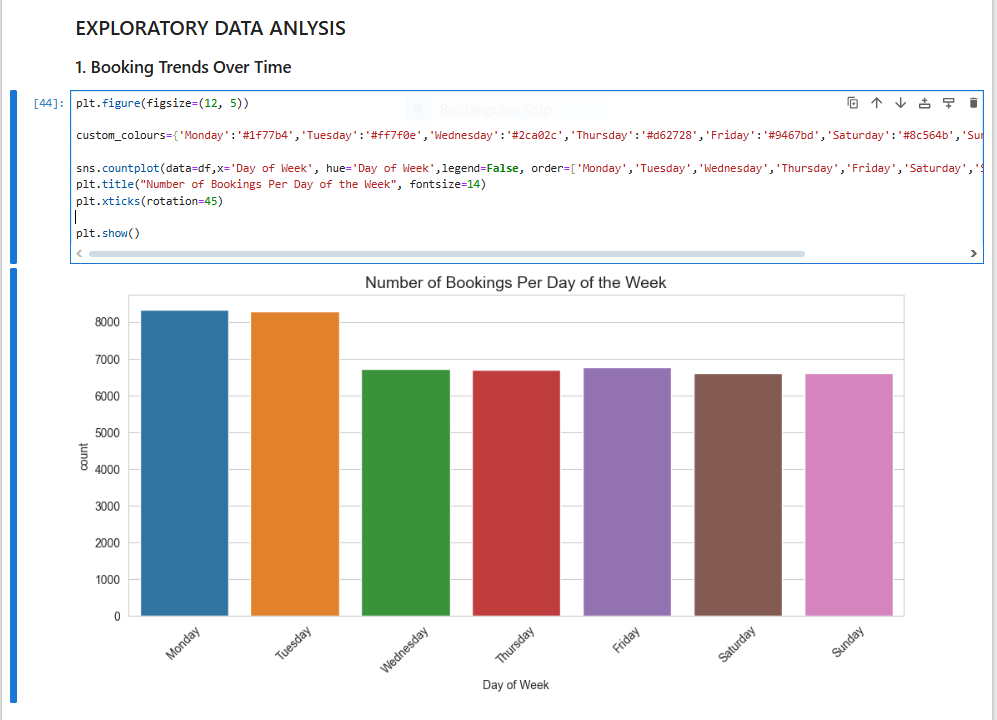 EXPLORATORY DATA ANLYSIS
1. Booking Trends Over Time
[44]:
plt.figure(figsize=(12, 5))
Rectangular Snip
custom_colours={'Monday':'#1f77b4','Tuesday':'#ff7f0e','Wednesday':'#2ca02c','Thursday':'#d62728','Friday':'#9467bd','Saturday':'#8c564b','Sun
sns.countplot(data=df,x='Day of Week', hue='Day of Week',legend=False, order=['Monday','Tuesday','Wednesday','Thursday','Friday','Saturday','S
plt.title("Number of Bookings Per Day of the Week", fontsize=14)
plt.xticks(rotation=45)
plt.show()
Number of Bookings Per Day of the Week
8000
7000
6000
5000
4000
3000
2000
1000
0
count
Monday
Tuesday
Wednesday
Thursday
Friday
Saturday
Sunday
Day of Week